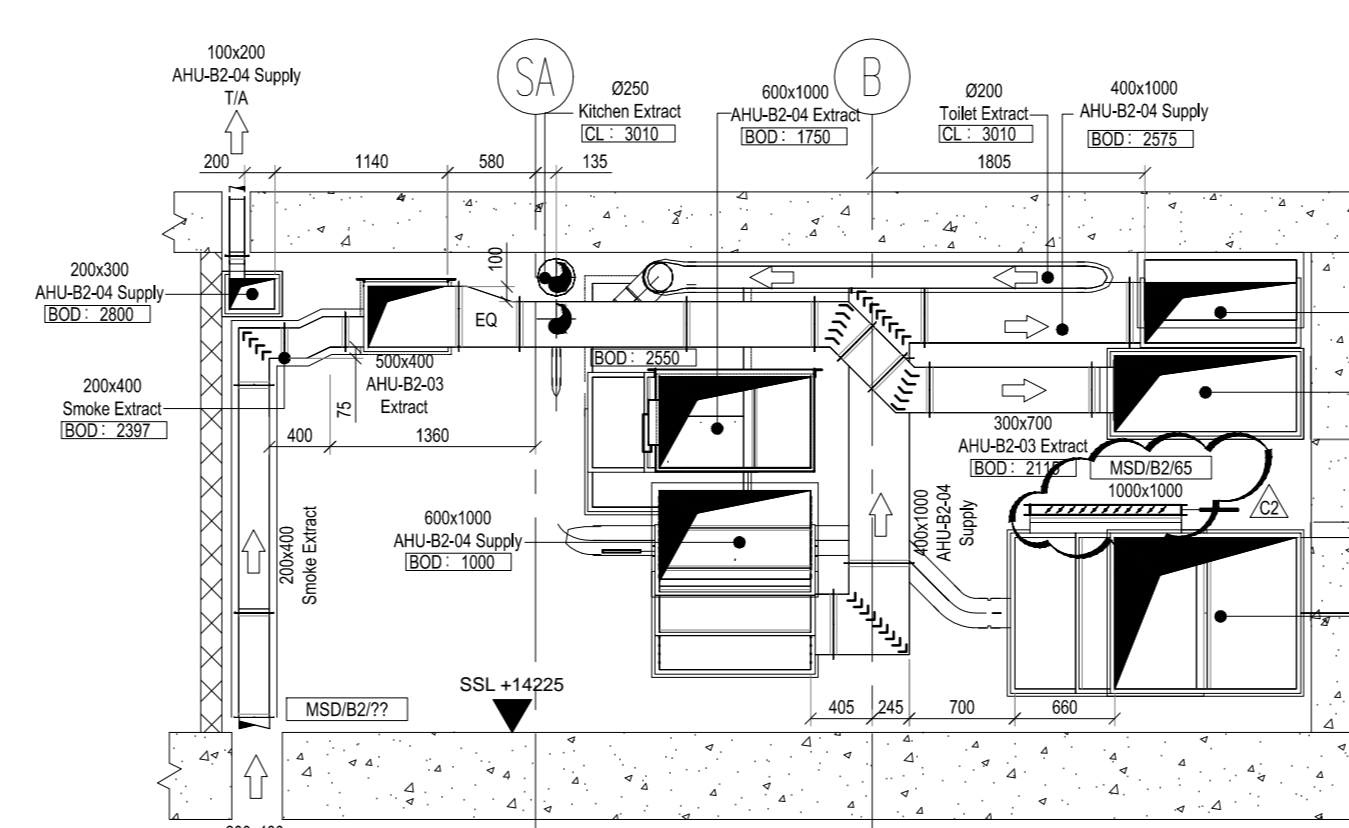 100x200
AHU-B2-04 Supply
T/A
SA
B
Ø250
Kitchen Extract
CL: 3010
600x1000
AHU-B2-04 Extract
BOD: 1750
Ø200
Toilet Extract
CL: 3010
400x1000
AHU-B2-04 Supply
BOD: 2575
200
1140
580
135
1805
200x300
AHU-B2-04 Supply
BOD: 2800
100
EQ
500x400
AHU-B2-03
Extract
BOD: 2550
200x400
Smoke Extract
BOD: 2397
75
400
1360
300x700
AHU-B2-03 Extract
BOD: 2115
MSD/B2/65
1000x1000
C2
600x1000
AHU-B2-04 Supply
BOD: 1000
200x400
Smoke Extract
400x1000
AHU-B2-04
Supply
SSL +14225
MSD/B2/??
405
245
700
660